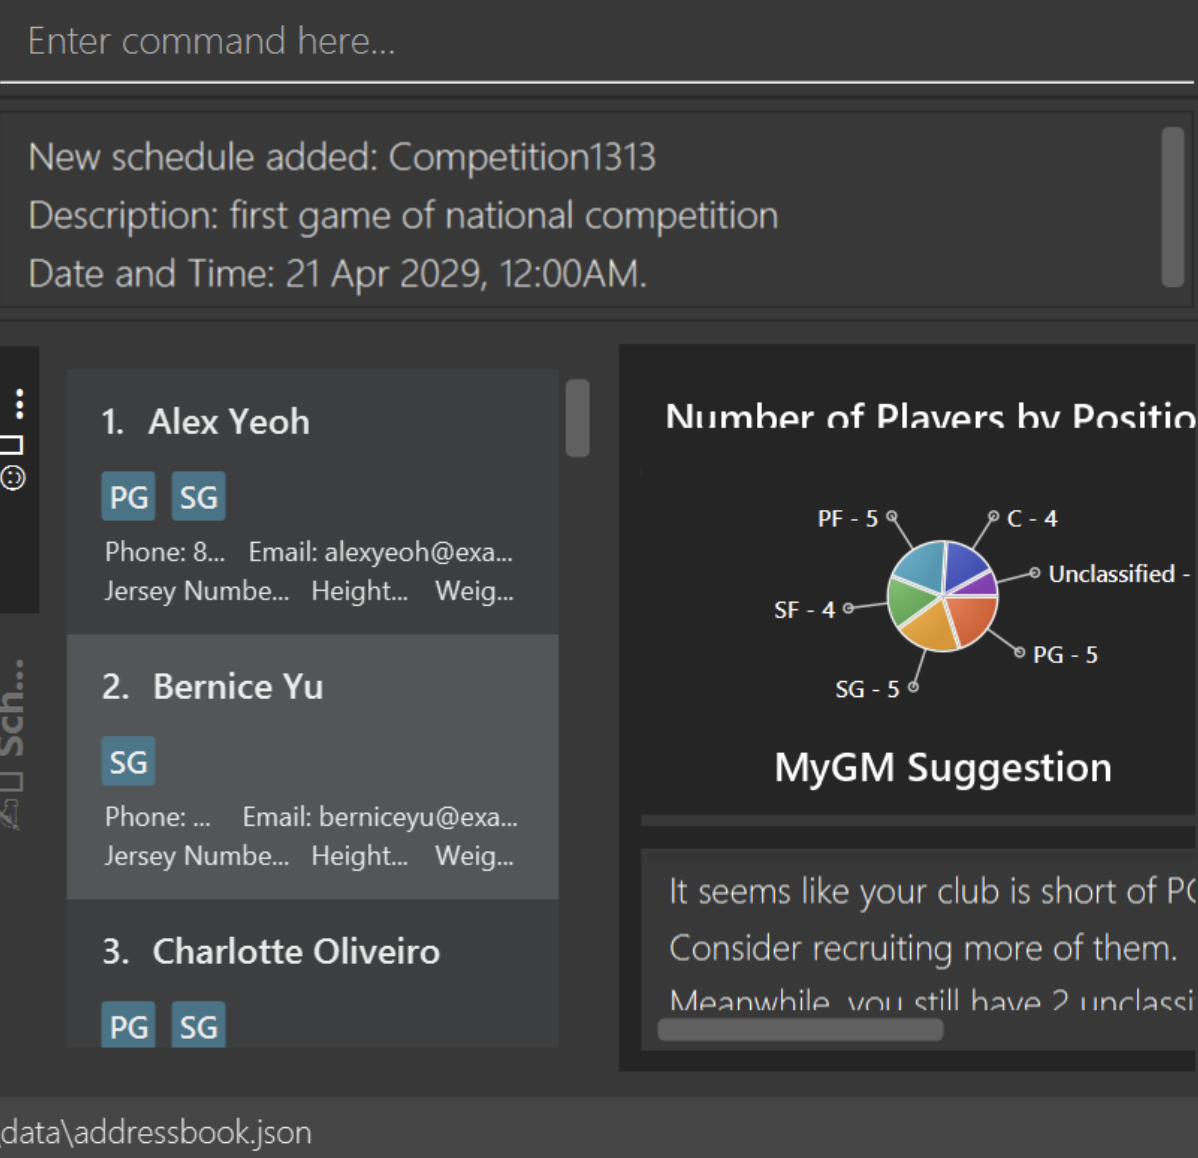 Enter command here...
New schedule added: Competition1313
Description: first game of national competition
Date and Time: 21 Apr 2029, 12:00AM.
...
Sch...
1. Alex Yeoh
PG SG
Phone: 8... Email: alexyeoh@exa...
Jersey Numbe... Height... Weig...
2. Bernice Yu
SG
Phone: ... Email: berniceyu@exa...
Jersey Numbe... Height... Weig...
3. Charlotte Oliveiro
PG SG
Number of Players by Positio
PF - 5
C - 4
Unclassified -
SF - 4
PG - 5
SG - 5
MyGM Suggestion
It seems like your club is short of P
Consider recruiting more of them.
Meanwhile, you still have 2 unclassi
data\addressbook.json